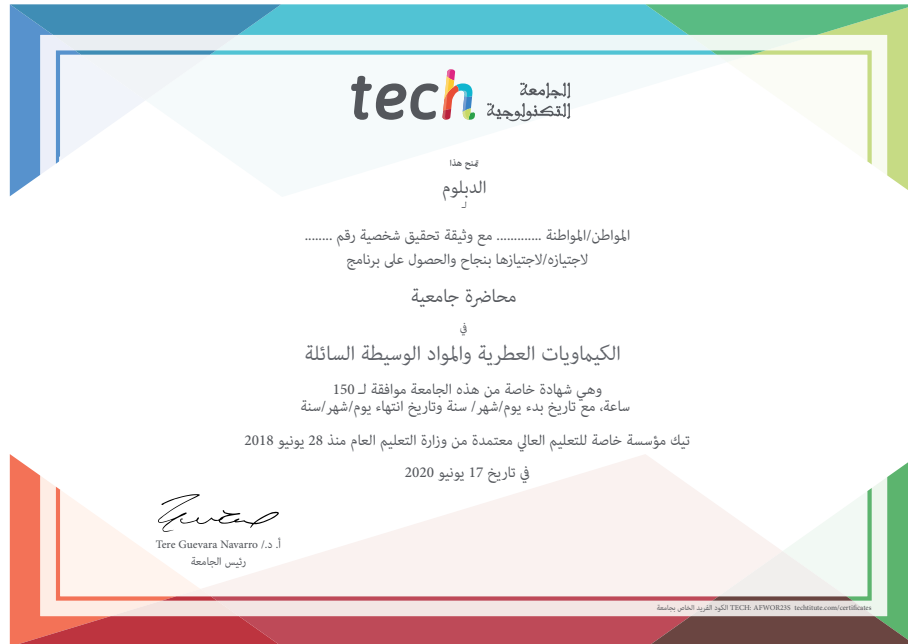 tech الجامعة
التكنولوجية
يمنح هذا
الدبلوم
لـ
المواطن/المواطنة ............. مع وثيقة تحقيق شخصية رقم ........
لاجتيازه/لاجتيازها بنجاح والحصول على برنامج
محاضرة جامعية
في
الكيماويات العطرية والمواد الوسيطة السائلة
وهي شهادة خاصة من هذه الجامعة موافقة لـ 150
ساعة، مع تاريخ بدء يوم/شهر/ سنة وتاريخ انتهاء يوم/شهر/سنة
تيك مؤسسة خاصة للتعليم العالي معتمدة من وزارة التعليم العام منذ 28 يونيو 2018
في تاريخ 17 يونيو 2020
أ. د./ Tere Guevara Navarro
رئيس الجامعة
الكود الفريد الخاص بجامعة TECH: AFWOR23S techtitute.com/certificates